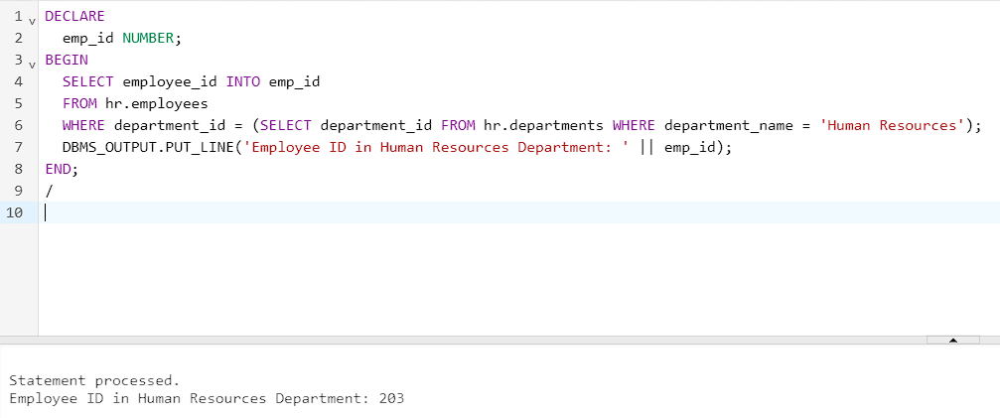 1 DECLARE
2 emp_id NUMBER;
3 BEGIN
4 SELECT employee_id INTO emp_id
5 FROM hr.employees
6 WHERE department_id = (SELECT department_id FROM hr.departments WHERE department_name = 'Human Resources');
7 DBMS_OUTPUT.PUT_LINE('Employee ID in Human Resources Department: ' || emp_id);
8 END;
9 /
10
Statement processed.
Employee ID in Human Resources Department: 203